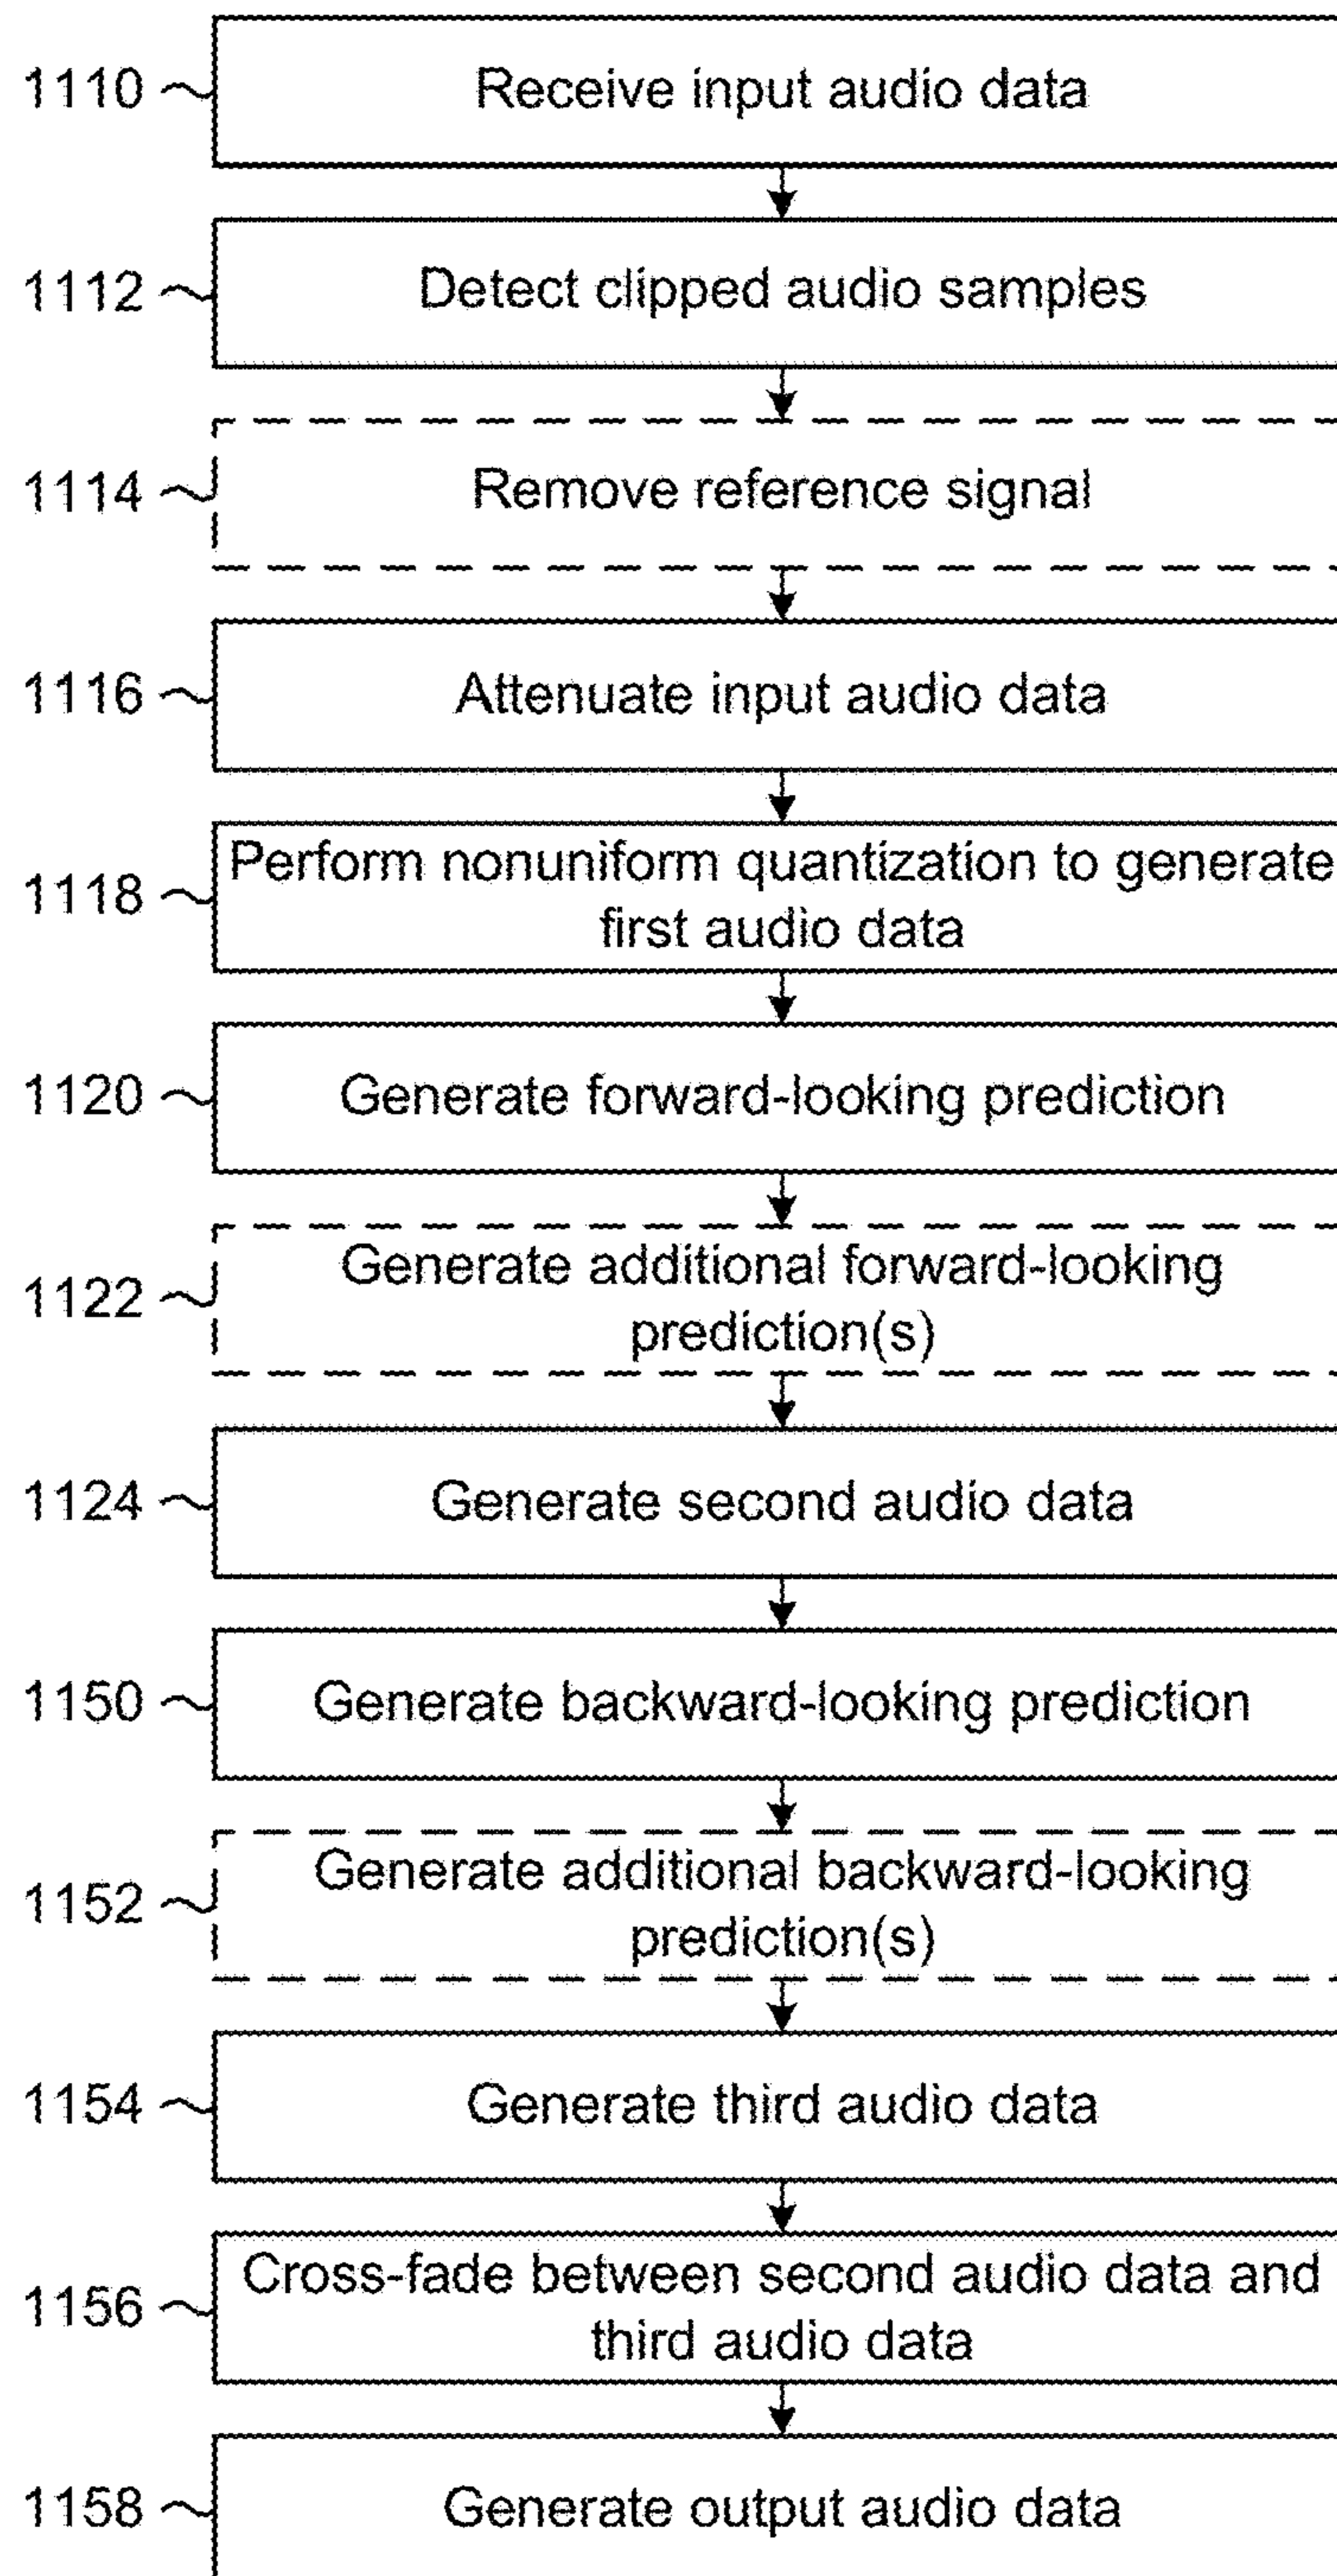 1110 Receive input audio data
1112 Detect clipped audio samples
1114 Remove reference signal
1116 Attenuate input audio data
1118 Perform nonuniform quantization to generate
first audio data
1120 Generate forward-looking prediction
1122 Generate additional forward-looking
prediction(s)
1124 Generate second audio data
1150 Generate backward-looking prediction
1152 Generate additional backward-looking
prediction(s)
1154 Generate third audio data
1156 Cross-fade between second audio data and
third audio data
1158 Generate output audio data